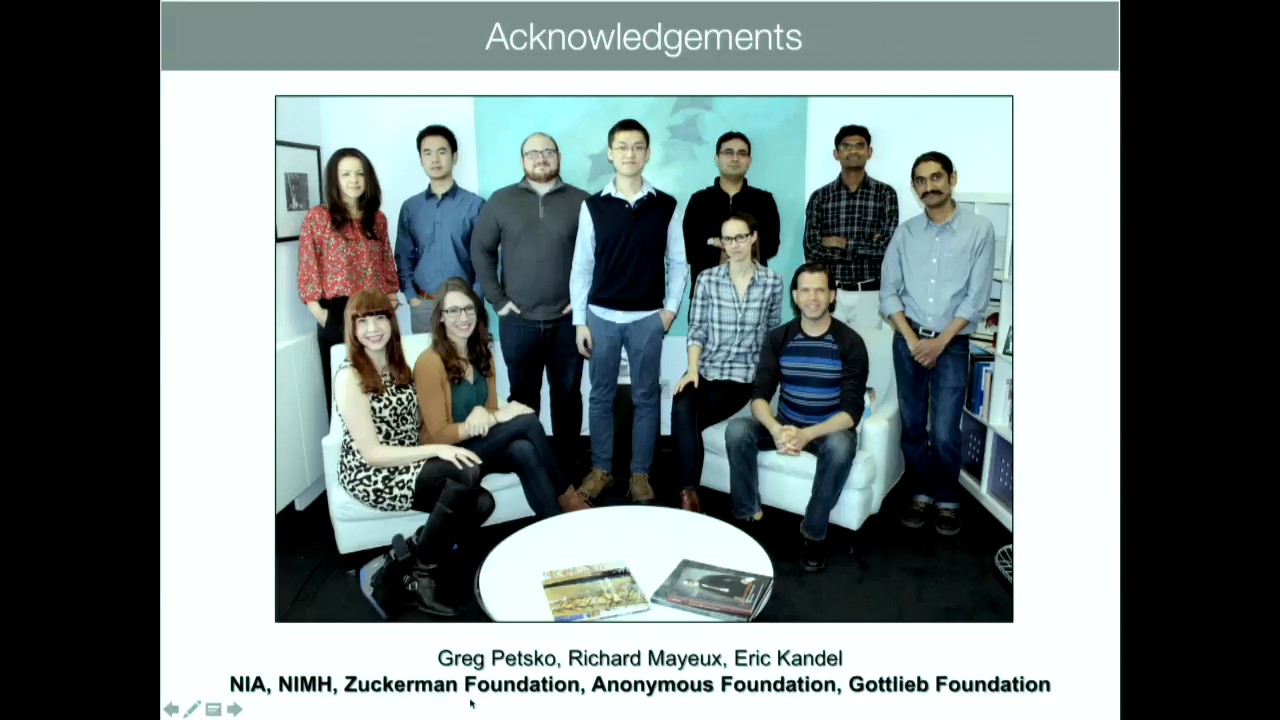 Acknowledgements
Greg Petsko, Richard Mayeux, Eric Kandel
NIA, NIMH, Zuckerman Foundation, Anonymous Foundation, Gottlieb Foundation